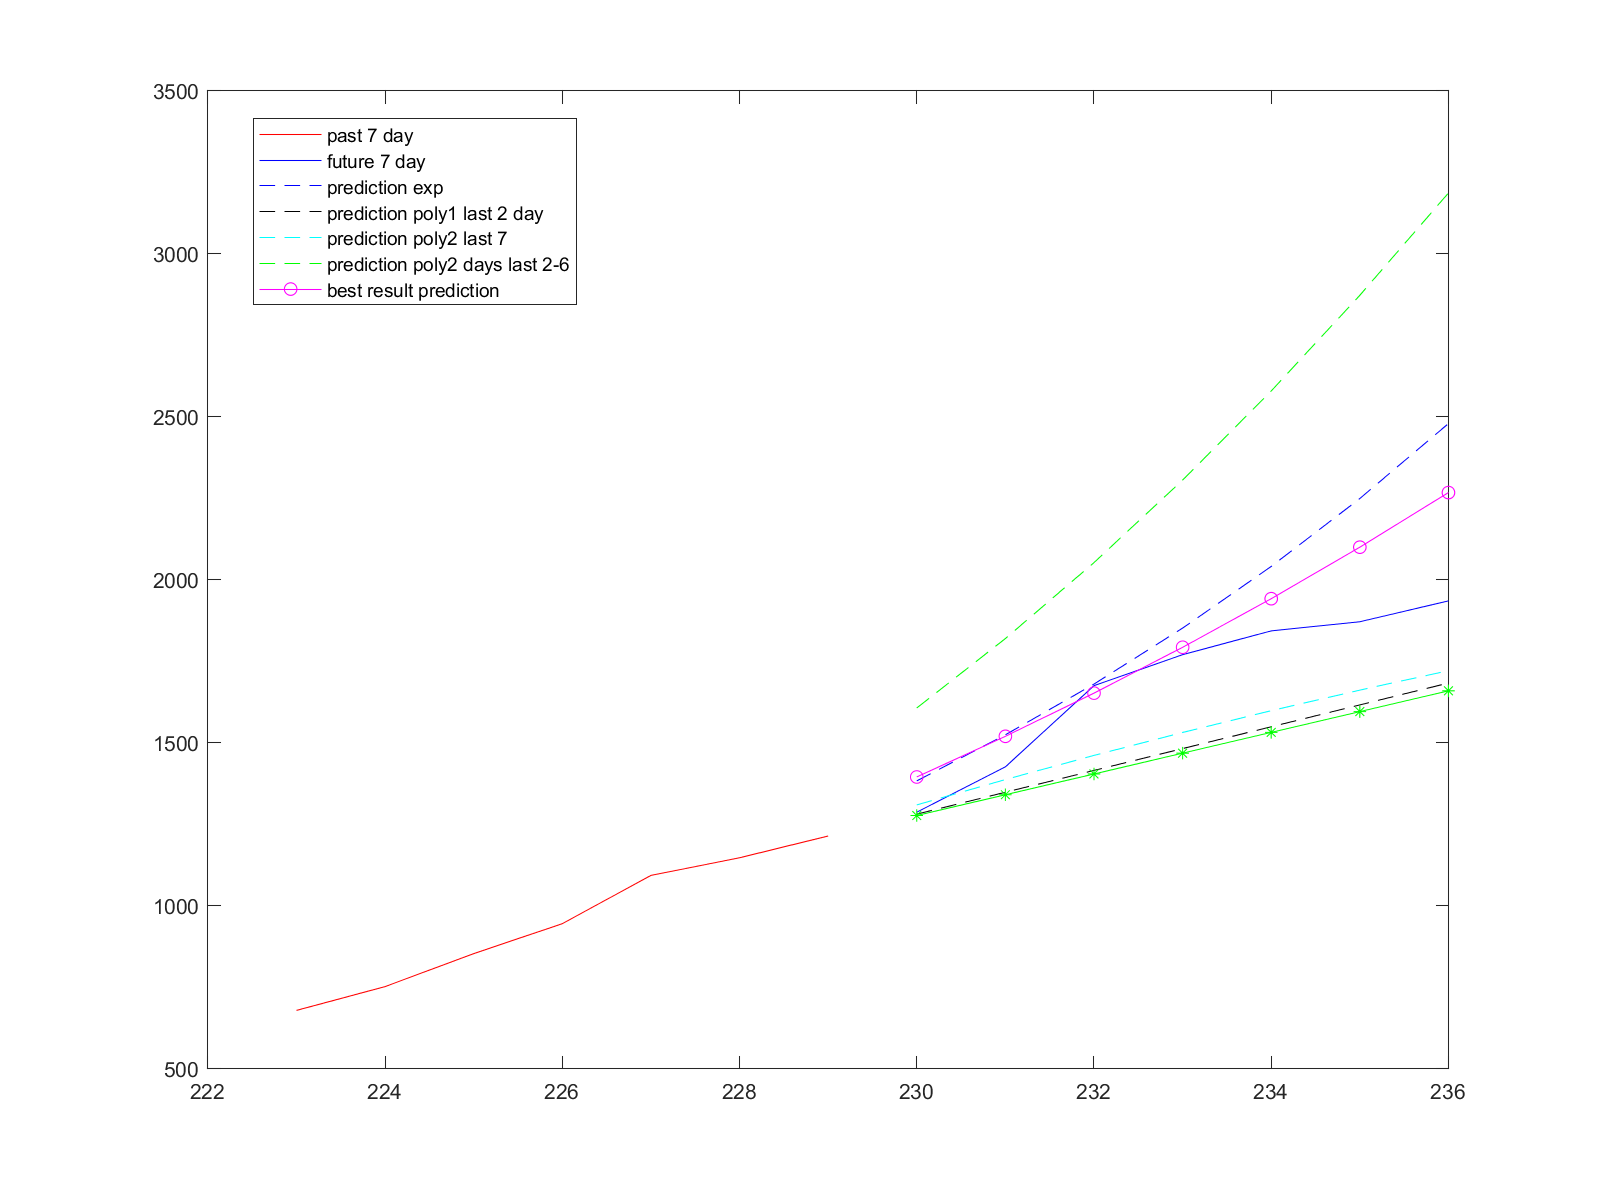 3500
past 7 day
future 7 day
prediction exp
prediction poly1 last 2 day
prediction poly2 last 7
prediction poly2 days last 2-6
best result prediction
3000
2500
2000
1500
1000
500
222 224 226 228 230 232 234 236